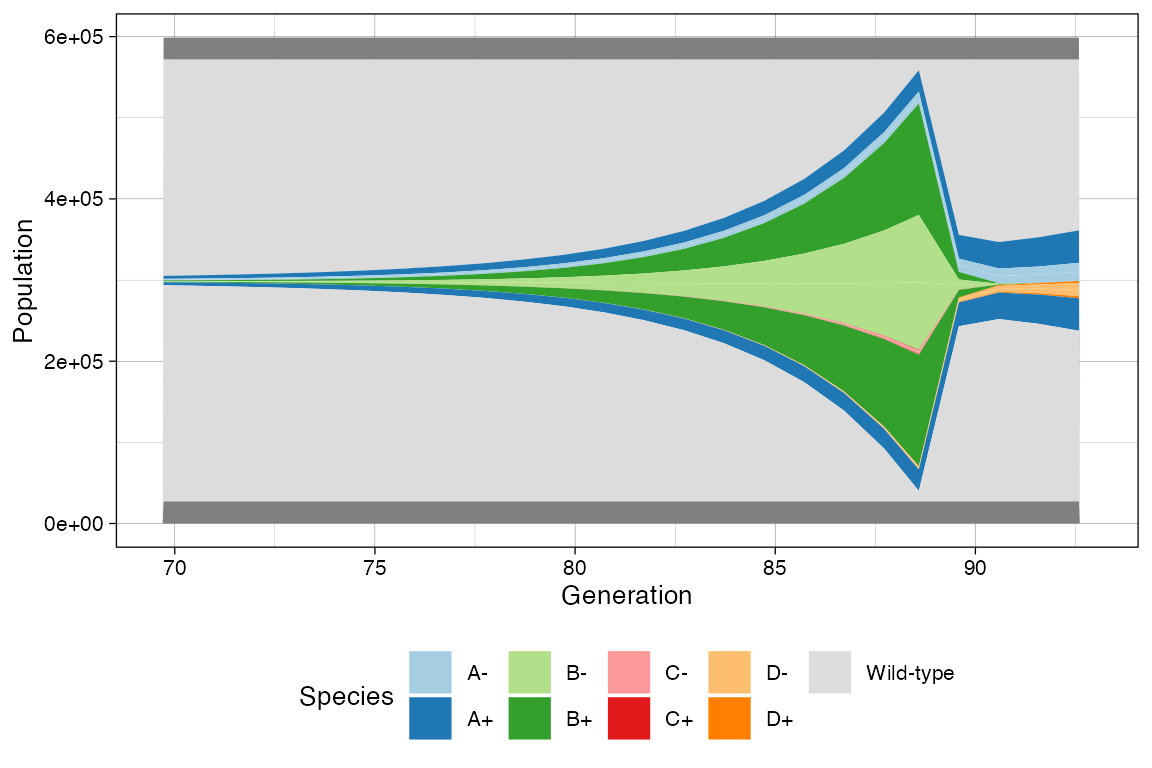 6e+05
4e+05
2e+05
0e+00
Population
70 75 80 85 90
Generation
Species
A- B- C- D- Wild-type
A+ B+ C+ D+